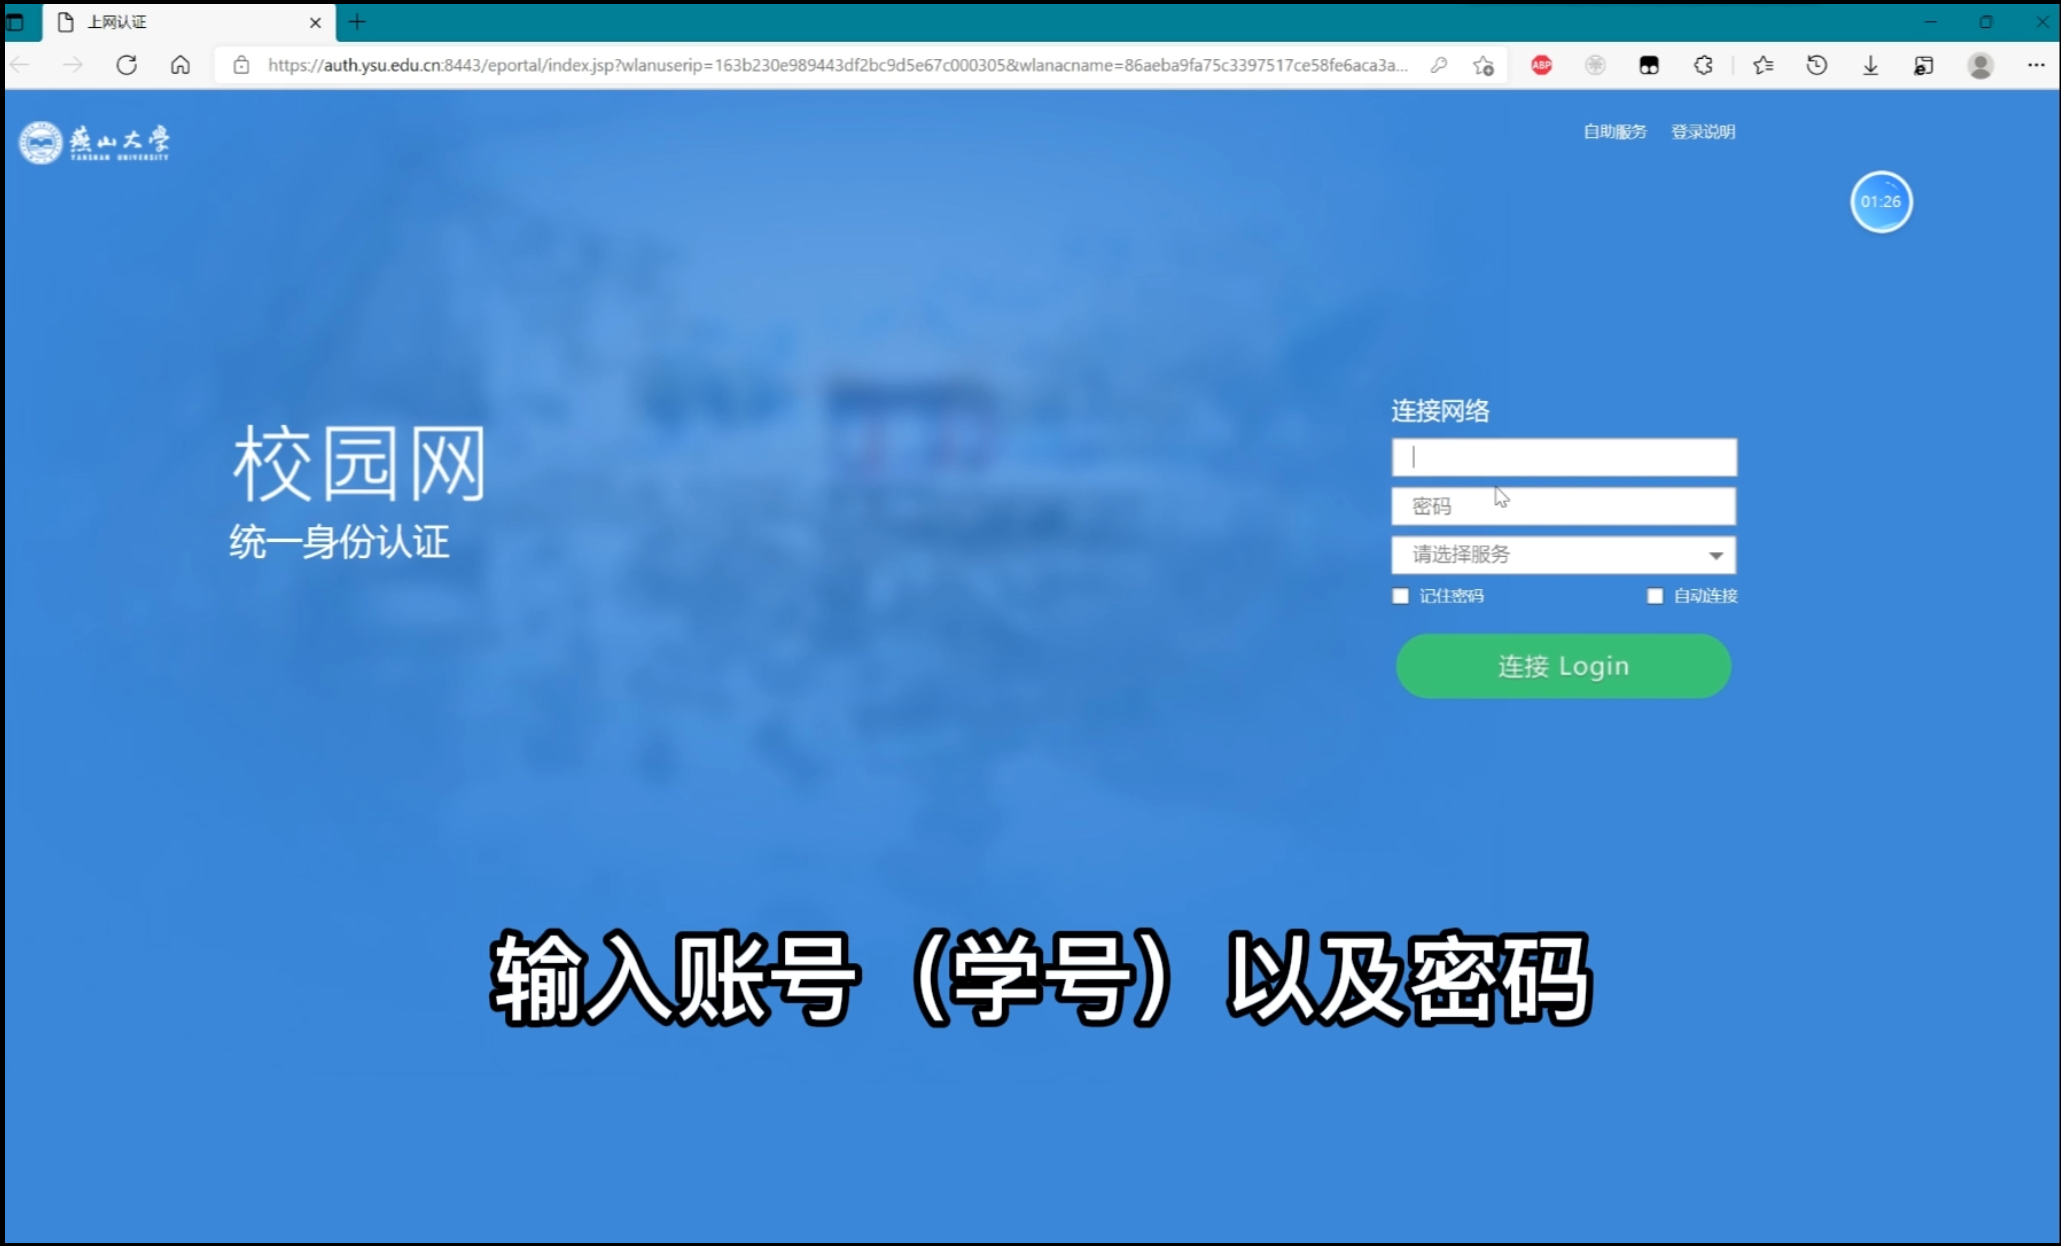 上网认证
https://auth.ysu.edu.cn:8443/eportal/index.jsp?wlanuserip=163b230e989443df2bc9d5e67c000305&wlanacname=86aeba9fa75c3397517ce58fe6aca3a...
ABP
燕山大学
YANSHAN UNIVERSITY
自助服务 登录说明
01:26
校园网
统一身份认证
连接网络
密码
请选择服务
记住密码 自动连接
连接 Login
输入账号（学号）以及密码